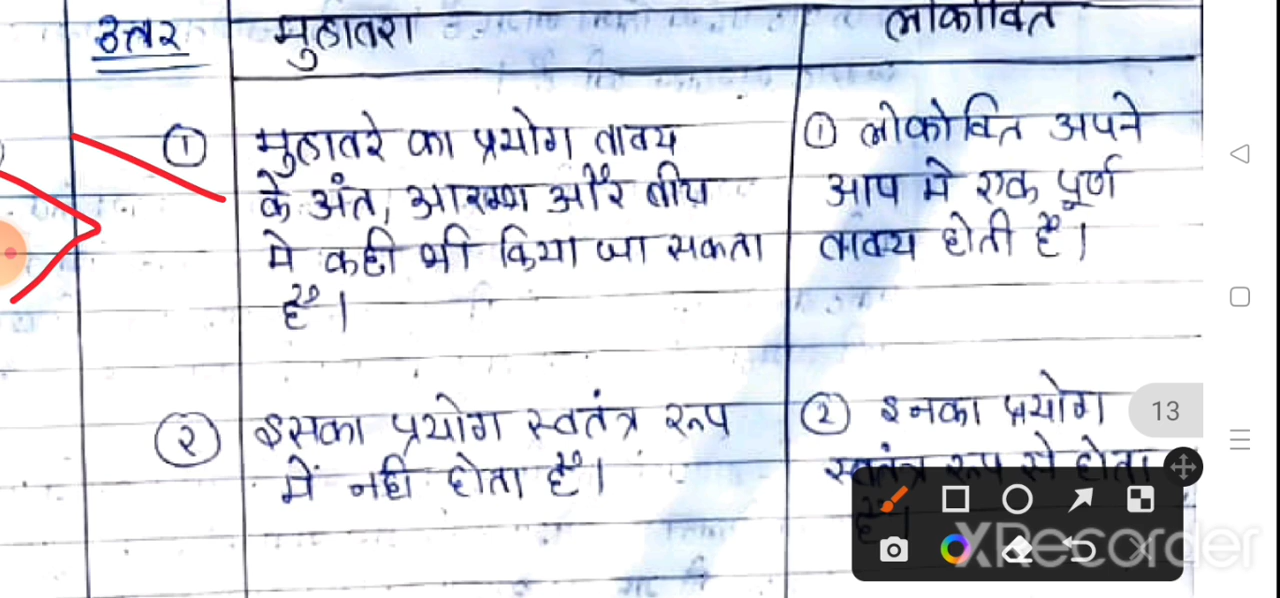 उत्तर
मुहावरा
लोकोक्ति
① मुहावरे का प्रयोग वाक्य
के अंत, आरम्भ और बीच
मे कही भी किया जा सकता
है।
① लोकोक्ति अपने
आप मे एक पूर्ण
वाक्य होती है।
② इसका प्रयोग स्वतंत्र रूप
में नही होता है।
② इनका प्रयोग
स्वतंत्र रूप से होता
है।
13
XRecorder